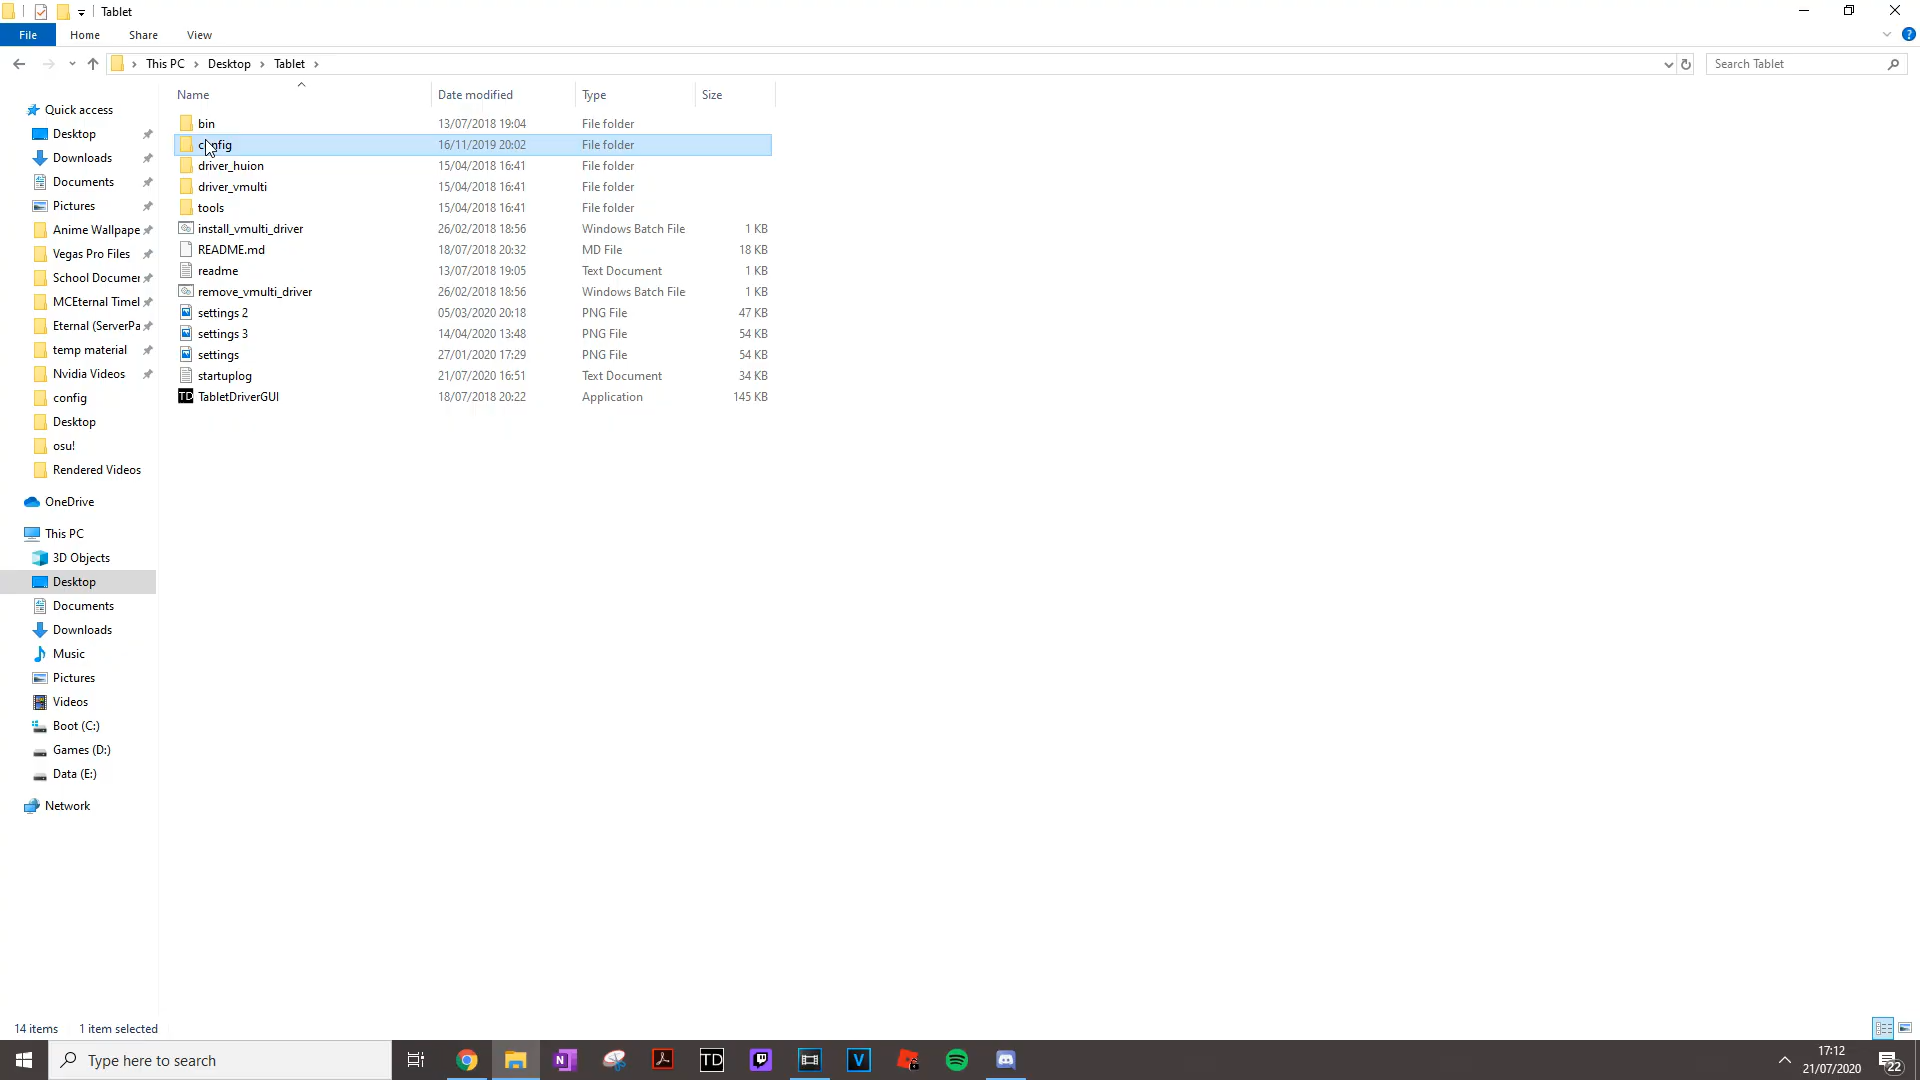 Tablet
File Home Share View
This PC Desktop Tablet Search Tablet
Name Date modified Type Size
Quick access
Desktop
Downloads
Documents
Pictures
Anime Wallpape
Vegas Pro Files
School Documer
MCEternal Timel
Eternal (ServerPa
temp material
Nvidia Videos
config
Desktop
osu!
Rendered Videos
OneDrive
This PC
3D Objects
Desktop
Documents
Downloads
Music
Pictures
Videos
Boot (C:)
Games (D:)
Data (E:)
Network
bin 13/07/2018 19:04 File folder
config 16/11/2019 20:02 File folder
driver_huion 15/04/2018 16:41 File folder
driver_vmulti 15/04/2018 16:41 File folder
tools 15/04/2018 16:41 File folder
install_vmulti_driver 26/02/2018 18:56 Windows Batch File 1 KB
README.md 18/07/2018 20:32 MD File 18 KB
readme 13/07/2018 19:05 Text Document 1 KB
remove_vmulti_driver 26/02/2018 18:56 Windows Batch File 1 KB
settings 2 05/03/2020 20:18 PNG File 47 KB
settings 3 14/04/2020 13:48 PNG File 54 KB
settings 27/01/2020 17:29 PNG File 54 KB
startuplog 21/07/2020 16:51 Text Document 34 KB
TD TabletDriverGUI 18/07/2018 20:22 Application 145 KB
14 items 1 item selected
Type here to search
N
TD
V
17:12
21/07/2020
22